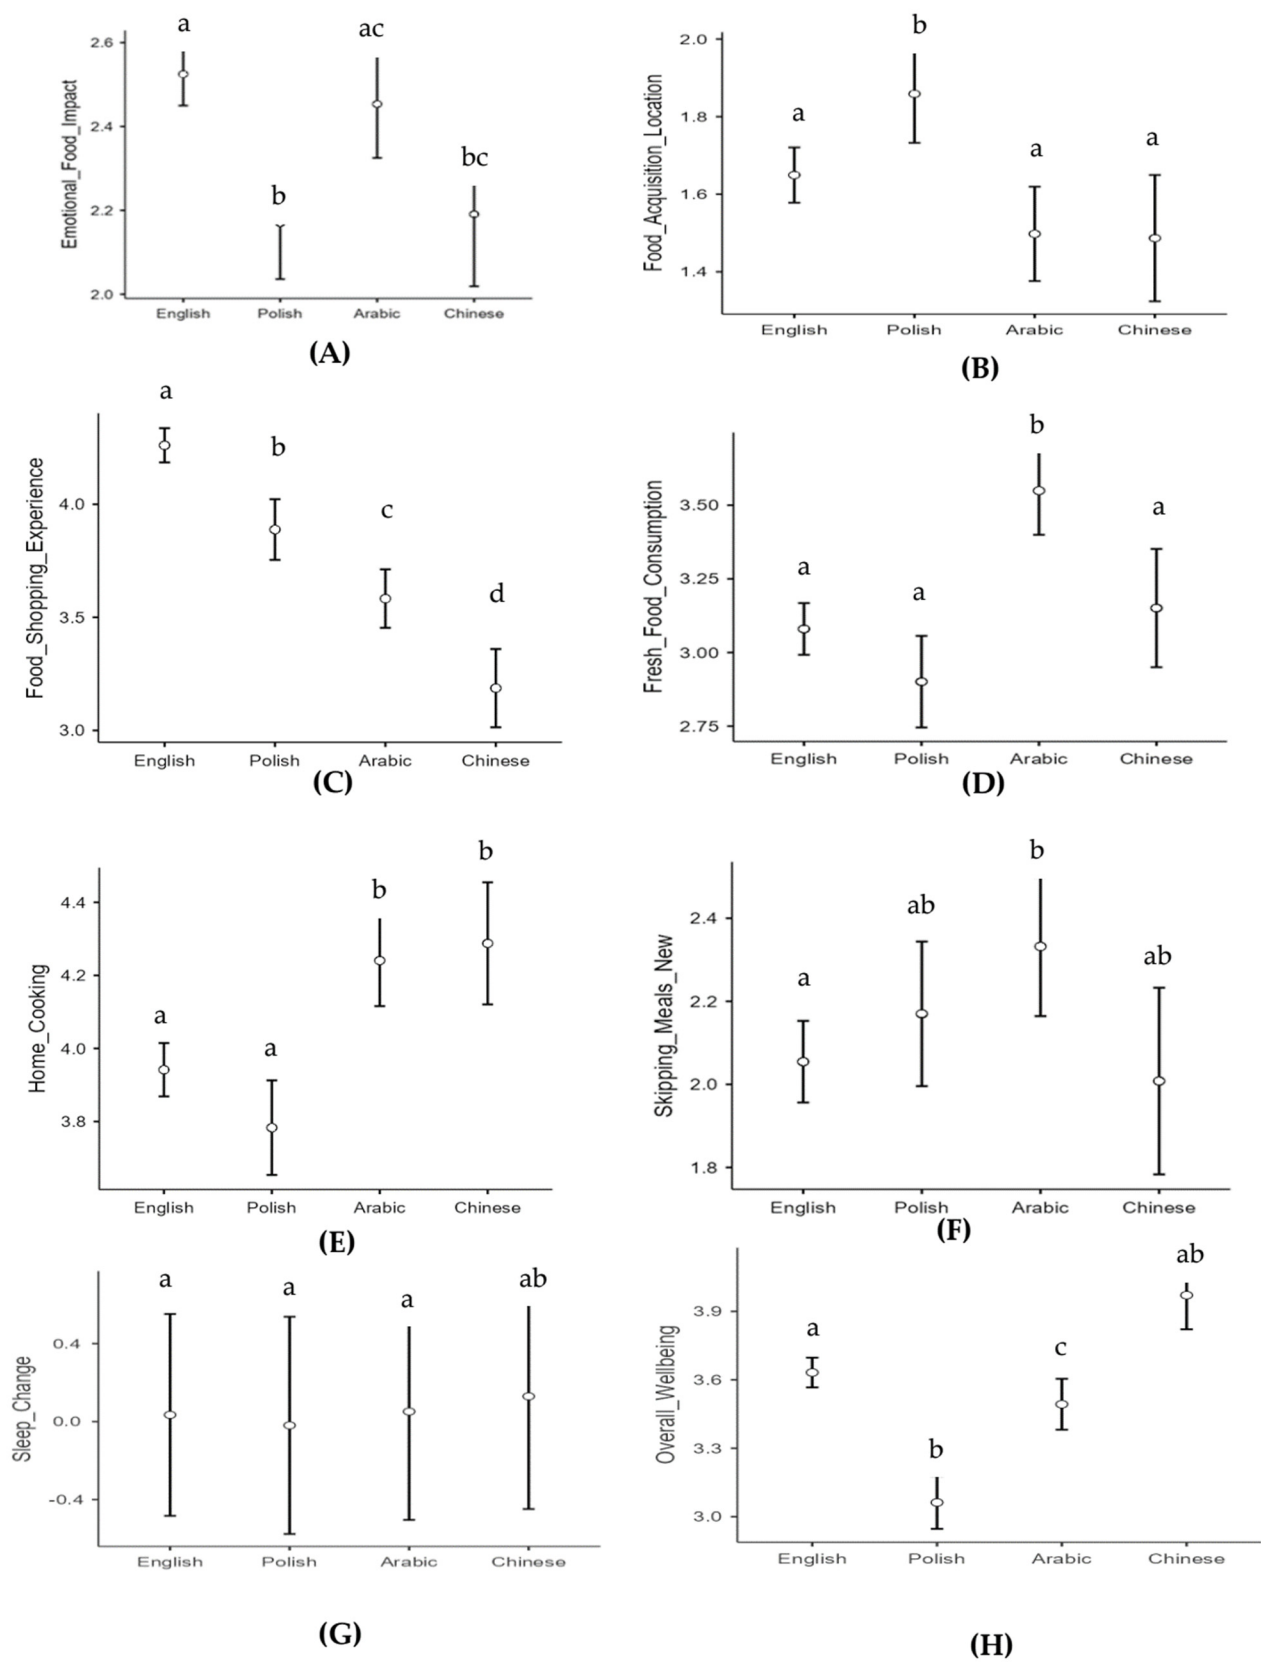 a
ac
bc
b
2.6
2.4
2.2
2.0
Emotional_Food_Impact
English Polish Arabic Chinese
(A)
b
a
a
a
2.0
1.8
1.6
1.4
Food_Acquisition_Location
English Polish Arabic Chinese
(B)
a
b
c
d
4.0
3.5
3.0
Food_Shopping_Experience
English Polish Arabic Chinese
(C)
b
a
a
a
3.50
3.25
3.00
2.75
Fresh_Food_Consumption
English Polish Arabic Chinese
(D)
b
b
a
a
4.4
4.2
4.0
3.8
Home_Cooking
English Polish Arabic Chinese
(E)
b
ab
ab
a
2.4
2.2
2.0
1.8
Skipping_Meals_New
English Polish Arabic Chinese
(F)
a
a
a
ab
0.4
0.0
-0.4
Sleep_Change
English Polish Arabic Chinese
(G)
ab
a
c
b
3.9
3.6
3.3
3.0
Overall_Wellbeing
English Polish Arabic Chinese
(H)